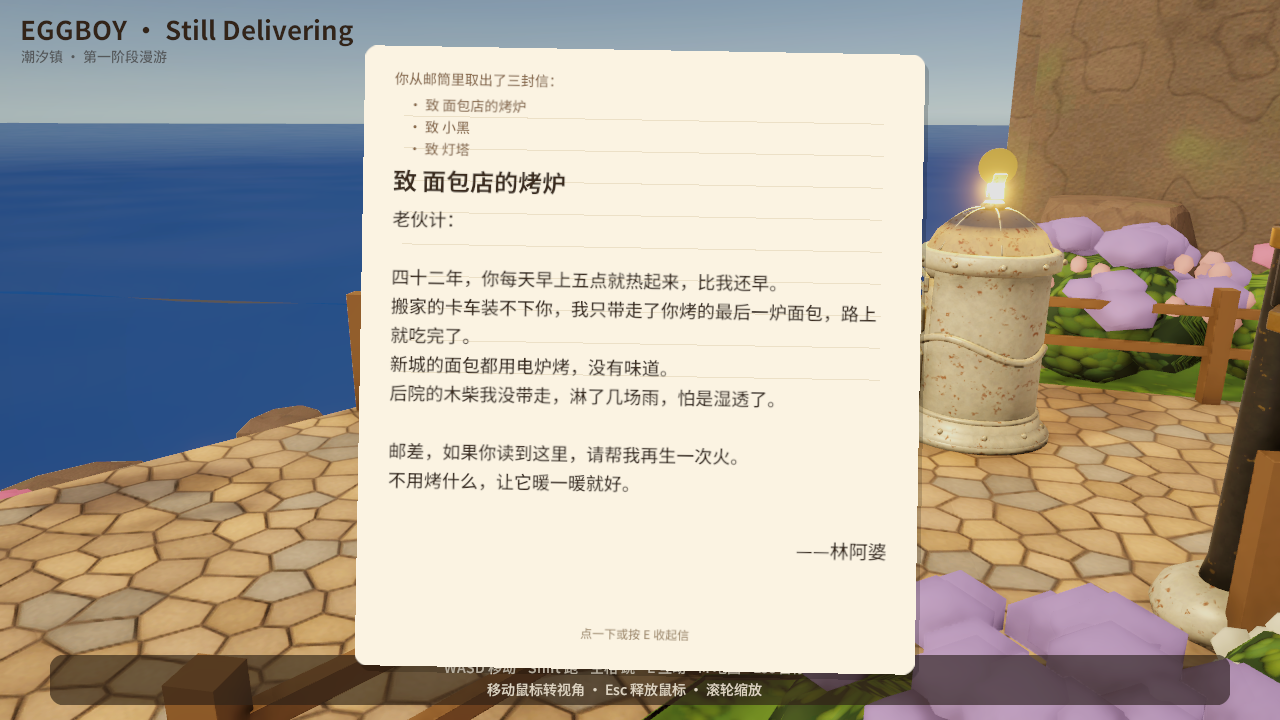 EGGBOY · Still Delivering
潮汐镇 · 第一阶段漫游
你从邮筒里取出了三封信：
· 致 面包店的烤炉
· 致 小黑
· 致 灯塔
致 面包店的烤炉
老伙计：
四十二年，你每天早上五点就热起来，比我还早。
搬家的卡车装不下你，我只带走了你烤的最后一炉面包，路上
就吃完了。
新城的面包都用电炉烤，没有味道。
后院的木柴我没带走，淋了几场雨，怕是湿透了。
邮差，如果你读到这里，请帮我再生一次火。
不用烤什么，让它暖一暖就好。
——林阿婆
点一下或按 E 收起信
WASD 移动
移动鼠标转视角 · Esc 释放鼠标 · 滚轮缩放